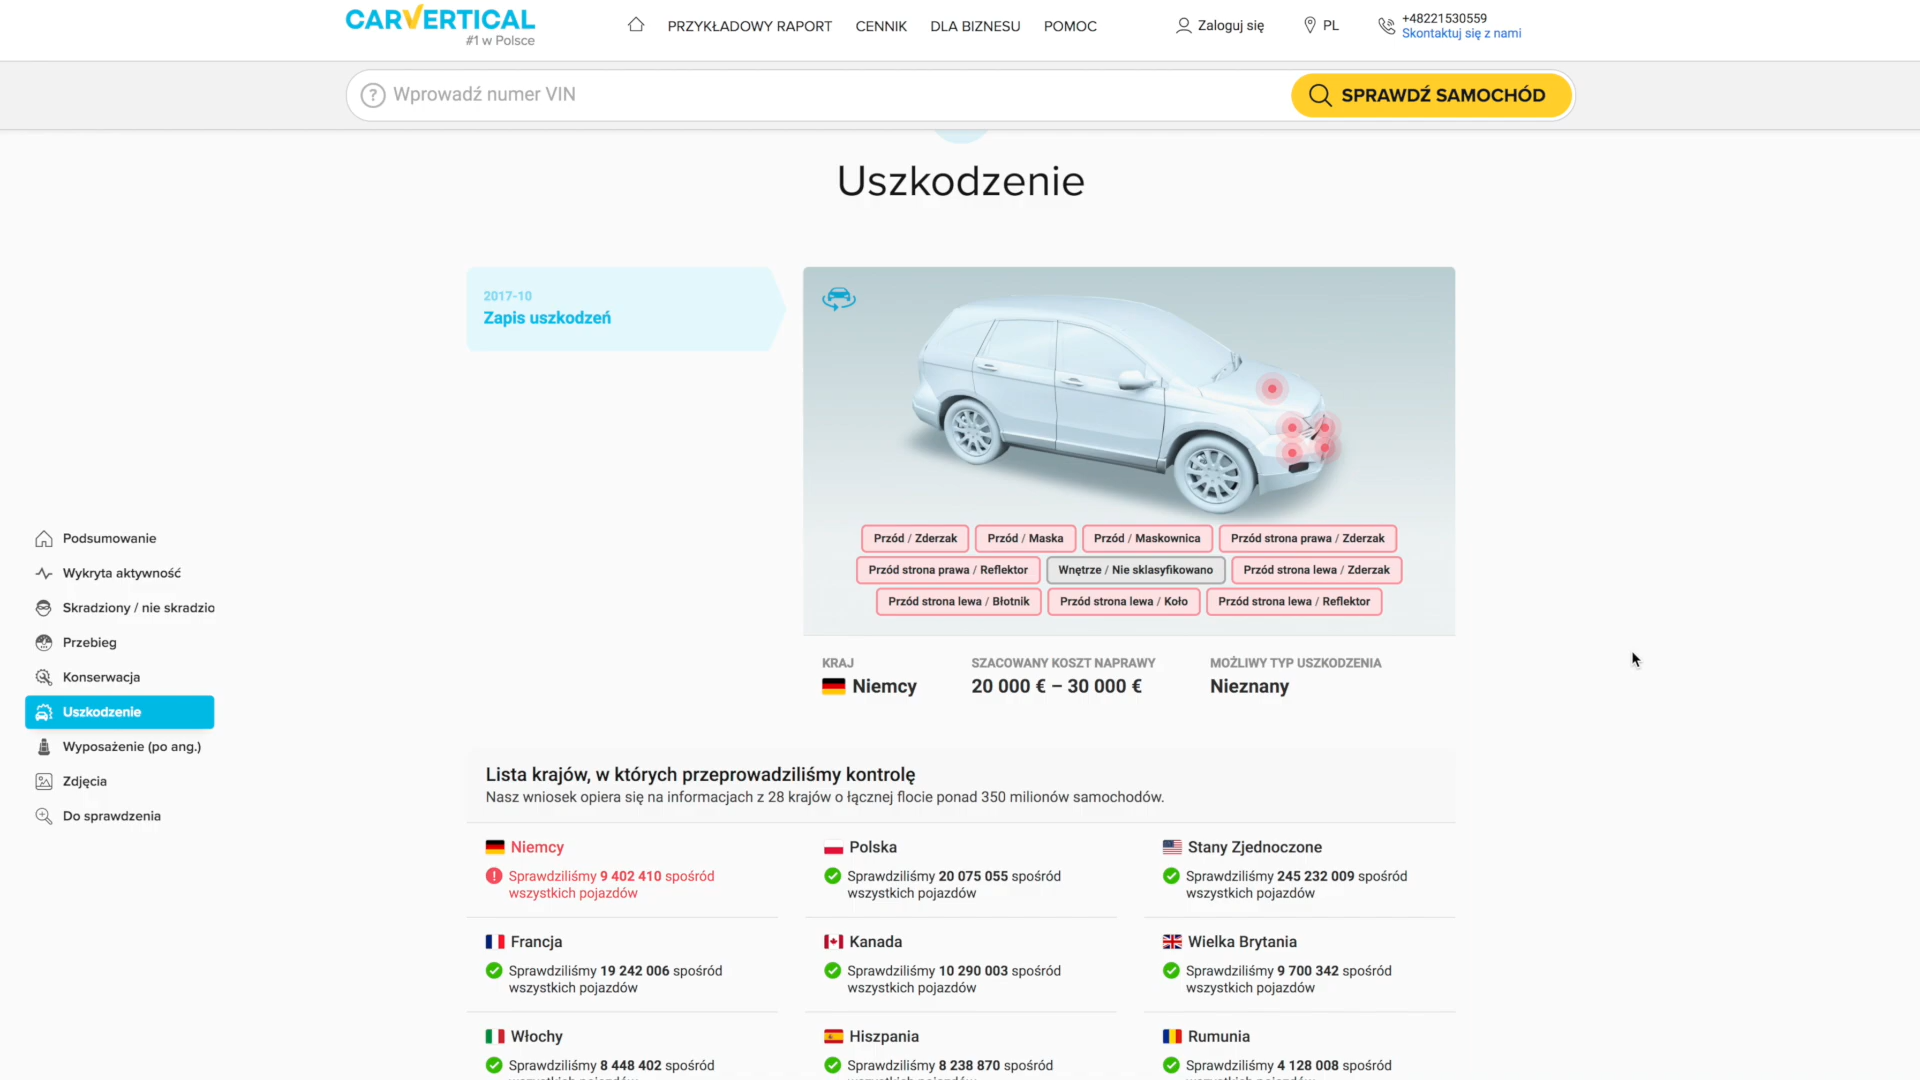 CARVERTICAL
#1 w Polsce
PRZYKŁADOWY RAPORT
CENNIK
DLA BIZNESU
POMOC
Zaloguj się
PL
+48221530559
Skontaktuj się z nami
Wprowadź numer VIN
SPRAWDŹ SAMOCHÓD
Uszkodzenie
2017-10
Zapis uszkodzeń
Przód / Zderzak
Przód / Maska
Przód / Maskownica
Przód strona prawa / Zderzak
Przód strona prawa / Reflektor
Wnętrze / Nie sklasyfikowano
Przód strona lewa / Zderzak
Przód strona lewa / Błotnik
Przód strona lewa / Koło
Przód strona lewa / Reflektor
KRAJ
Niemcy
SZACOWANY KOSZT NAPRAWY
20 000 € – 30 000 €
MOŻLIWY TYP USZKODZENIA
Nieznany
Podsumowanie
Wykryta aktywność
Skradziony / nie skradzio
Przebieg
Konserwacja
Uszkodzenie
Wyposażenie (po ang.)
Zdjęcia
Do sprawdzenia
Lista krajów, w których przeprowadziliśmy kontrolę
Nasz wniosek opiera się na informacjach z 28 krajów o łącznej flocie ponad 350 milionów samochodów.
Niemcy
Sprawdziliśmy 9 402 410 spośród
wszystkich pojazdów
Polska
Sprawdziliśmy 20 075 055 spośród
wszystkich pojazdów
Stany Zjednoczone
Sprawdziliśmy 245 232 009 spośród
wszystkich pojazdów
Francja
Sprawdziliśmy 19 242 006 spośród
wszystkich pojazdów
Kanada
Sprawdziliśmy 10 290 003 spośród
wszystkich pojazdów
Wielka Brytania
Sprawdziliśmy 9 700 342 spośród
wszystkich pojazdów
Włochy
Sprawdziliśmy 8 448 402 spośród
Hiszpania
Sprawdziliśmy 8 238 870 spośród
Rumunia
Sprawdziliśmy 4 128 008 spośród